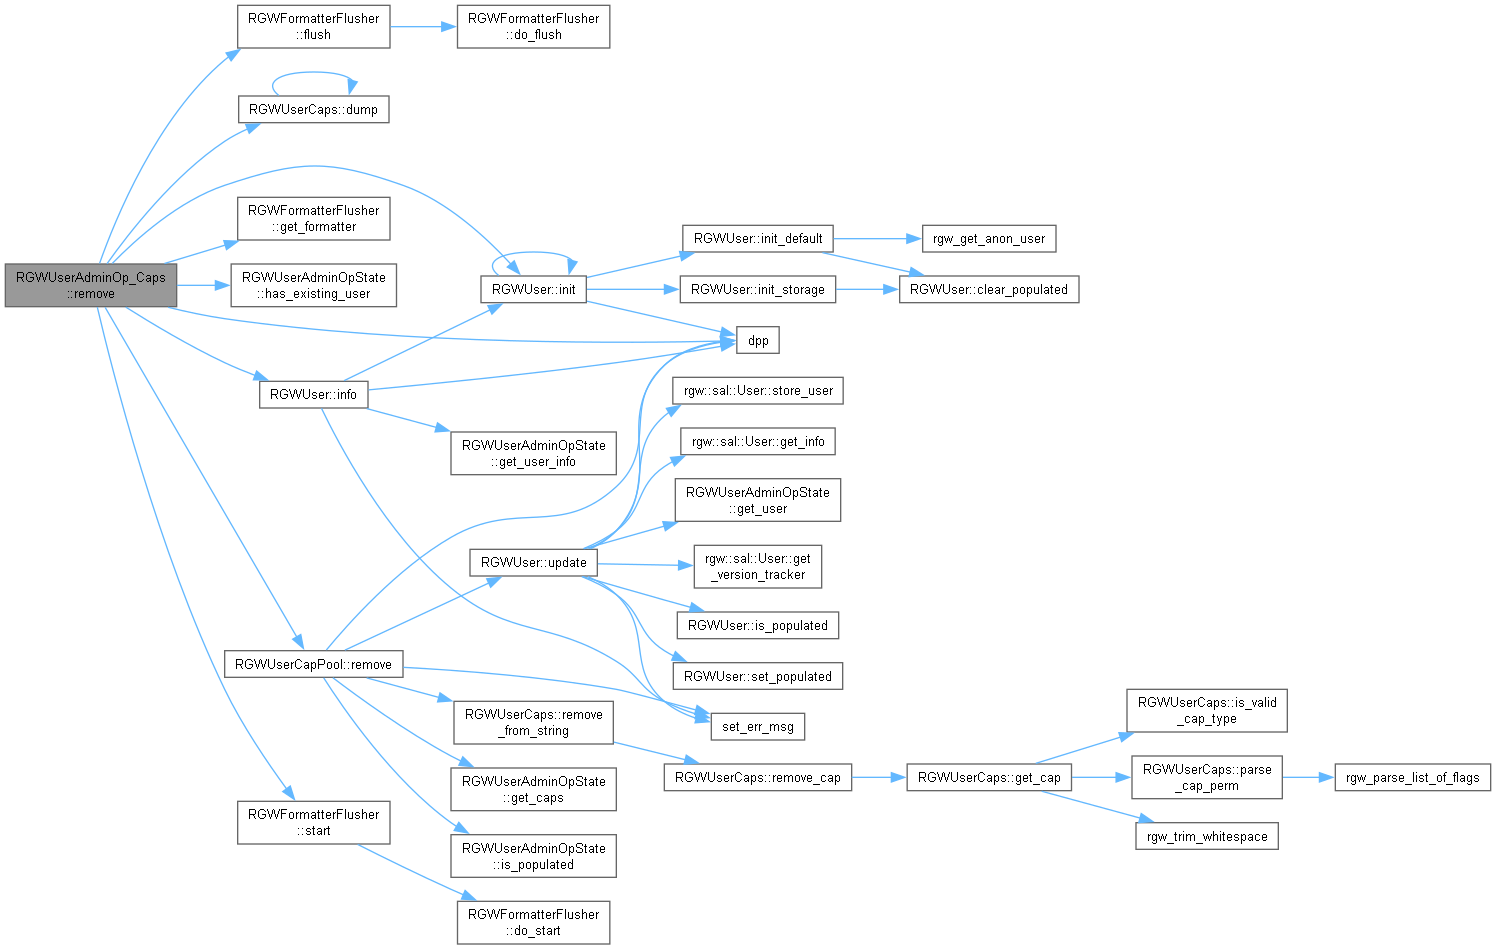 RGWFormatterFlusher
::flush
RGWFormatterFlusher
::do_flush
RGWUserCaps::dump
RGWFormatterFlusher
::get_formatter
RGWUserAdminOp_Caps
::remove
RGWUserAdminOpState
::has_existing_user
RGWUser::init
RGWUser::init_default
rgw_get_anon_user
RGWUser::init_storage
RGWUser::clear_populated
dpp
RGWUser::info
rgw::sal::User::store_user
rgw::sal::User::get_info
RGWUserAdminOpState
::get_user_info
RGWUserAdminOpState
::get_user
RGWUser::update
rgw::sal::User::get
_version_tracker
RGWUser::is_populated
RGWUserCapPool::remove
RGWUser::set_populated
set_err_msg
RGWUserCaps::remove
_from_string
RGWUserCaps::is_valid
_cap_type
RGWUserCaps::remove_cap
RGWUserCaps::get_cap
RGWUserCaps::parse
_cap_perm
rgw_parse_list_of_flags
RGWUserAdminOpState
::get_caps
rgw_trim_whitespace
RGWFormatterFlusher
::start
RGWUserAdminOpState
::is_populated
RGWFormatterFlusher
::do_start